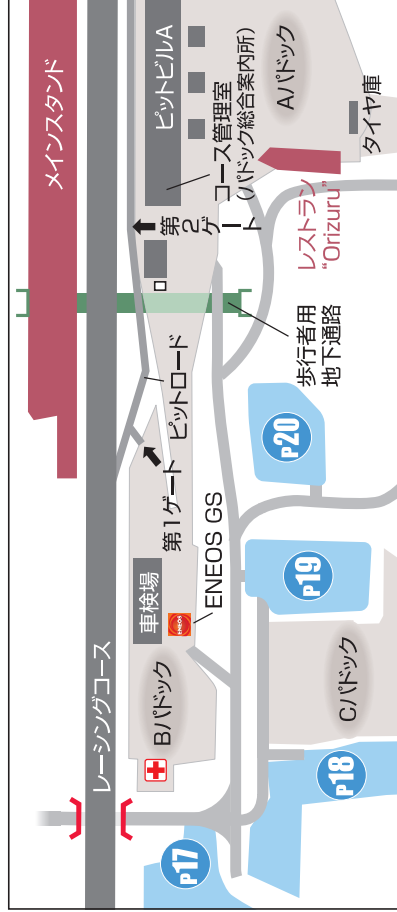 メインスタンド
ピットビルA
コース管理室
(パドック総合案内所)
Aパドック
タイヤ庫
レストラン
“Orizuru”
第2
ゲート
歩行者用
地下通路
ピットロード
第1ゲート
P20
ENEOS GS
ENEOS
車検場
P19
レーシングコース
Bパドック
Cパドック
P18
P17